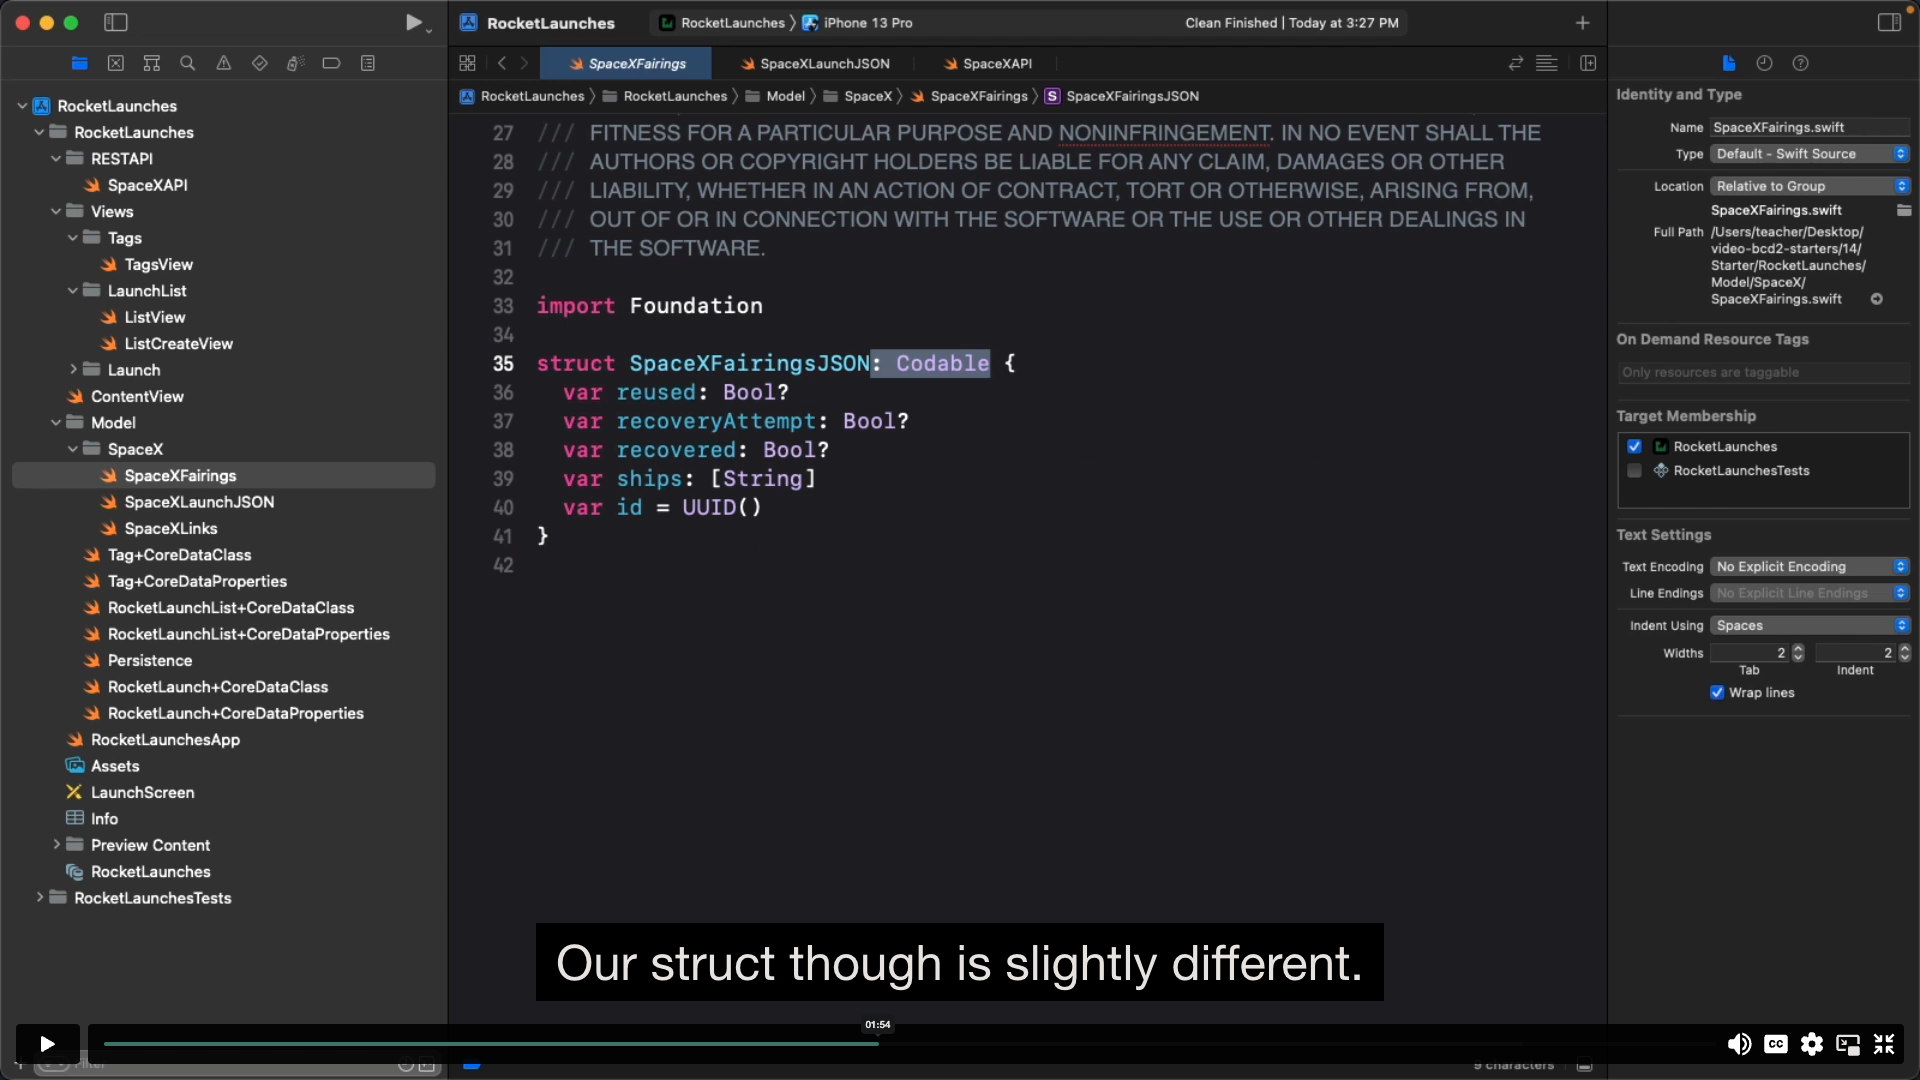 RocketLaunches
RocketLaunches
iPhone 13 Pro
Clean Finished | Today at 3:27 PM
SpaceXFairings
SpaceXLaunchJSON
SpaceXAPI
RocketLaunches
RocketLaunches
Model
SpaceX
SpaceXFairings
S
SpaceXFairingsJSON
RocketLaunches
RocketLaunches
RESTAPI
SpaceXAPI
Views
Tags
TagsView
LaunchList
ListView
ListCreateView
Launch
ContentView
Model
SpaceX
SpaceXFairings
SpaceXLaunchJSON
SpaceXLinks
Tag+CoreDataClass
Tag+CoreDataProperties
RocketLaunchList+CoreDataClass
RocketLaunchList+CoreDataProperties
Persistence
RocketLaunch+CoreDataClass
RocketLaunch+CoreDataProperties
RocketLaunchesApp
Assets
LaunchScreen
Info
Preview Content
RocketLaunches
RocketLaunchesTests
Filter
27 /// FITNESS FOR A PARTICULAR PURPOSE AND NONINFRINGEMENT. IN NO EVENT SHALL THE
28 /// AUTHORS OR COPYRIGHT HOLDERS BE LIABLE FOR ANY CLAIM, DAMAGES OR OTHER
29 /// LIABILITY, WHETHER IN AN ACTION OF CONTRACT, TORT OR OTHERWISE, ARISING FROM,
30 /// OUT OF OR IN CONNECTION WITH THE SOFTWARE OR THE USE OR OTHER DEALINGS IN
31 /// THE SOFTWARE.
32
33 import Foundation
34
35 struct SpaceXFairingsJSON: Codable {
36 var reused: Bool?
37 var recoveryAttempt: Bool?
38 var recovered: Bool?
39 var ships: [String]
40 var id = UUID()
41 }
42
Our struct though is slightly different.
01:54
CC
9 characters
Identity and Type
Name SpaceXFairings.swift
Type Default - Swift Source
Location Relative to Group
SpaceXFairings.swift
Full Path /Users/teacher/Desktop/
video-bcd2-starters/14/
Starter/RocketLaunches/
Model/SpaceX/
SpaceXFairings.swift
On Demand Resource Tags
Only resources are taggable
Target Membership
RocketLaunches
RocketLaunchesTests
Text Settings
Text Encoding No Explicit Encoding
Line Endings No Explicit Line Endings
Indent Using Spaces
Widths 2 2
Tab Indent
Wrap lines